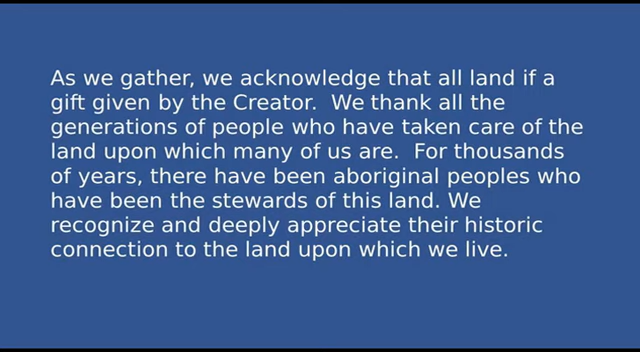 As we gather, we acknowledge that all land if a
gift given by the Creator.  We thank all the
generations of people who have taken care of the
land upon which many of us are.  For thousands
of years, there have been aboriginal peoples who
have been the stewards of this land. We
recognize and deeply appreciate their historic
connection to the land upon which we live.